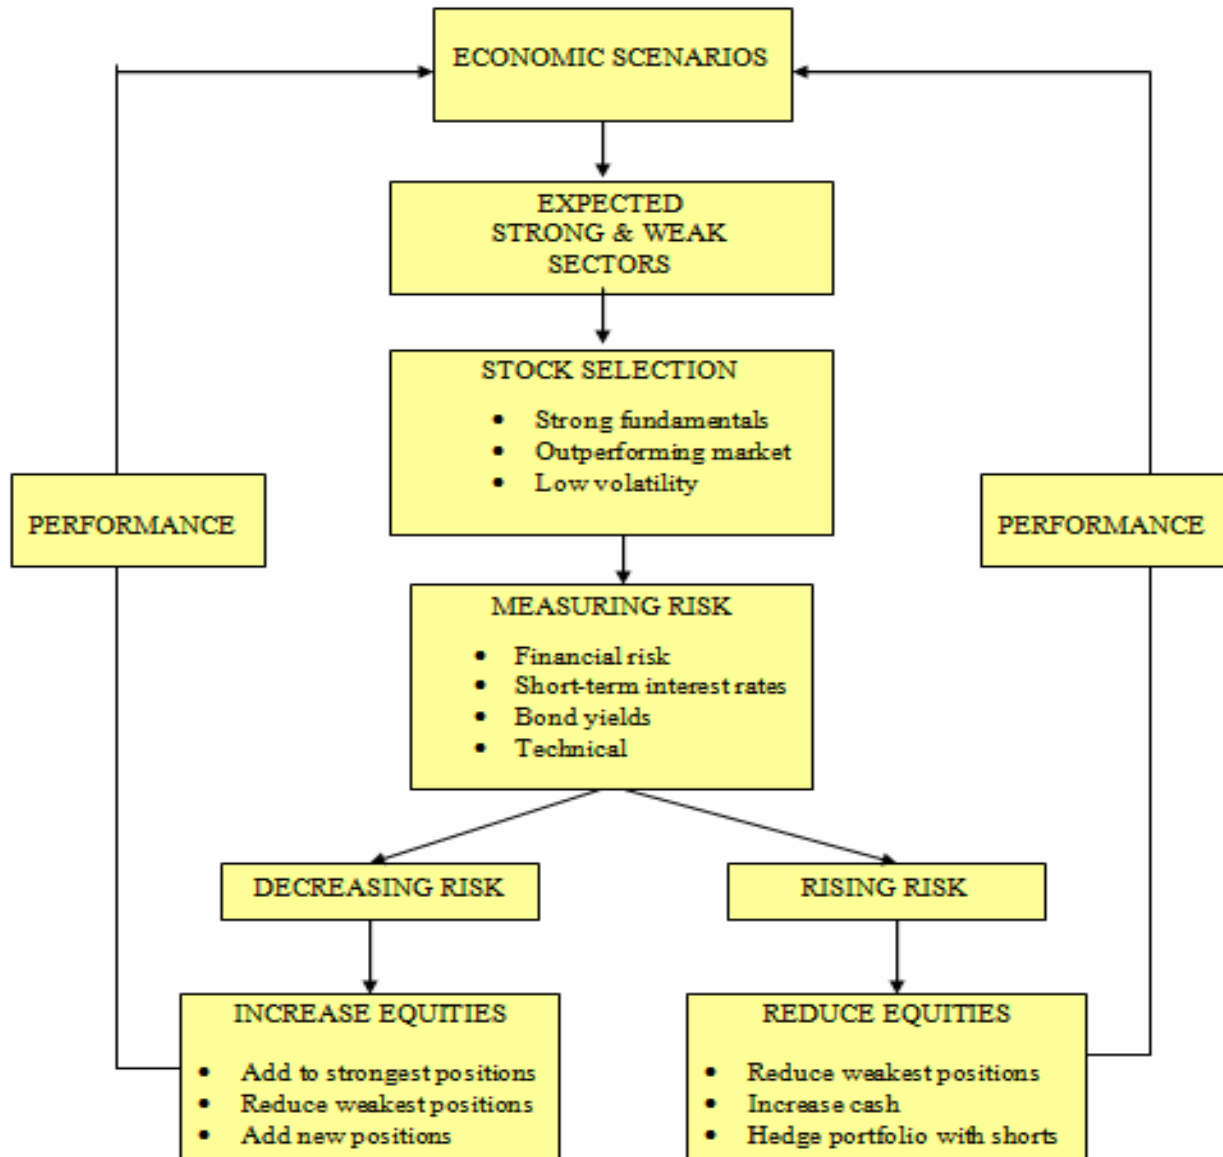 ECONOMIC SCENARIOS
EXPECTED
STRONG & WEAK
SECTORS
STOCK SELECTION
• Strong fundamentals
• Outperforming market
• Low volatility
PERFORMANCE
PERFORMANCE
MEASURING RISK
• Financial risk
• Short-term interest rates
• Bond yields
• Technical
DECREASING RISK
RISING RISK
INCREASE EQUITIES
• Add to strongest positions
• Reduce weakest positions
• Add new positions
REDUCE EQUITIES
• Reduce weakest positions
• Increase cash
• Hedge portfolio with shorts